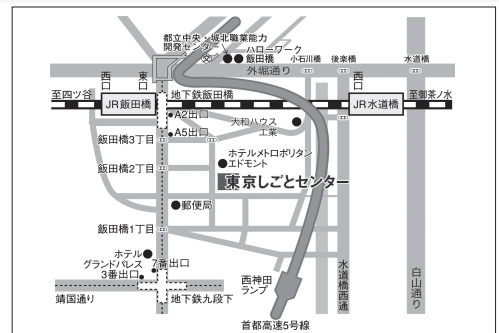 都立中央・城北職業能力
開発センター
ハローワーク
飯田橋
小石川橋
後楽橋
水道橋
外堀通り
西口
東口
西口
至四ツ谷
地下鉄飯田橋
至御茶ノ水
JR飯田橋
JR水道橋
A2出口
大和ハウス
工業
A5出口
飯田橋3丁目
ホテルメトロポリタン
エドモント
飯田橋2丁目
東京しごとセンター
郵便局
飯田橋1丁目
ホテル
グランドパレス
7番出口
3番出口
西神田
ランプ
水道橋西通
白山通り
靖国通り
地下鉄九段下
首都高速5号線